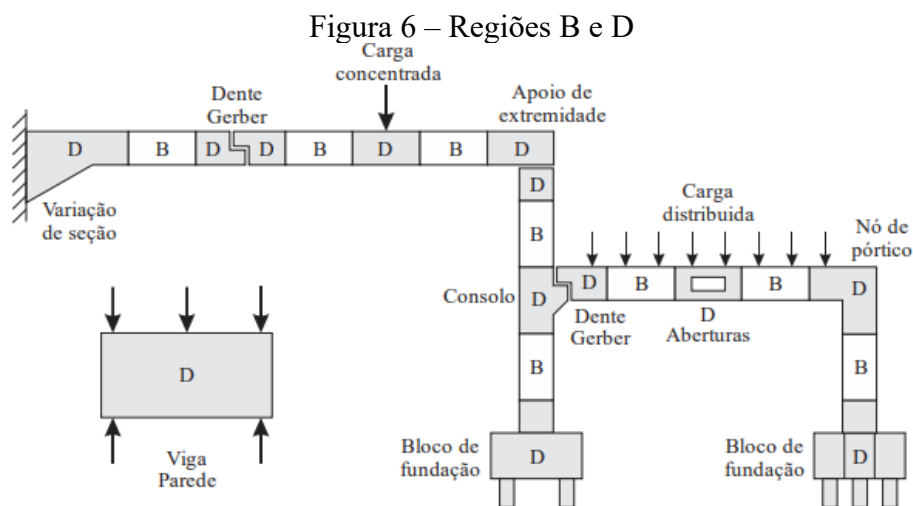 Figura 6 – Regiões B e D
Carga
concentrada
Dente
Gerber
Apoio de
extremidade
D
B
D
D
B
D
B
D
Variação
de seção
D
B
Carga
distribuida
Nó de
pórtico
Consolo
D
D
B
B
D
Dente
Gerber
D
Aberturas
D
Viga
Parede
B
B
Bloco de
fundação
D
Bloco de
fundação
D